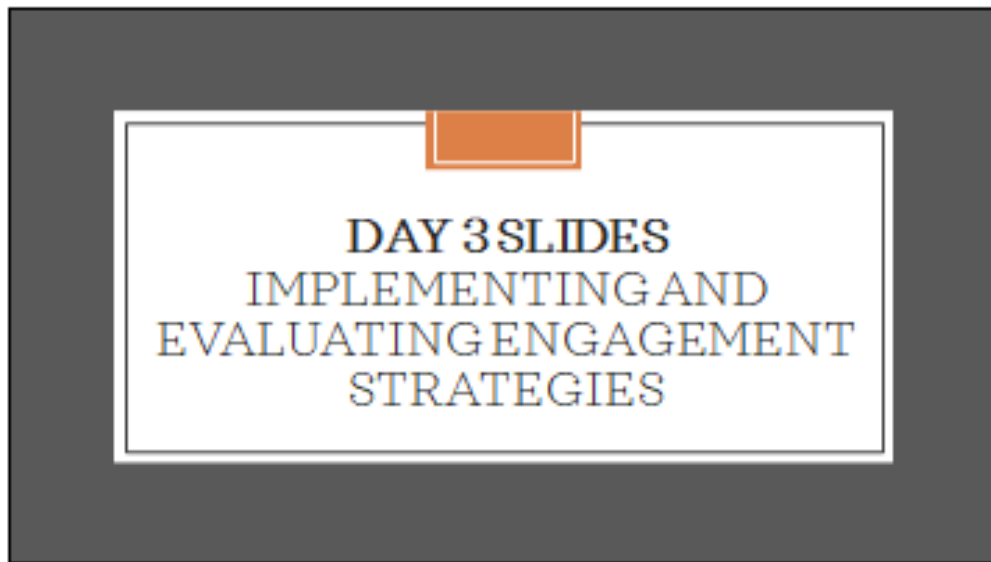 DAY 3 SLIDES
IMPLEMENTING AND
EVALUATING ENGAGEMENT
STRATEGIES